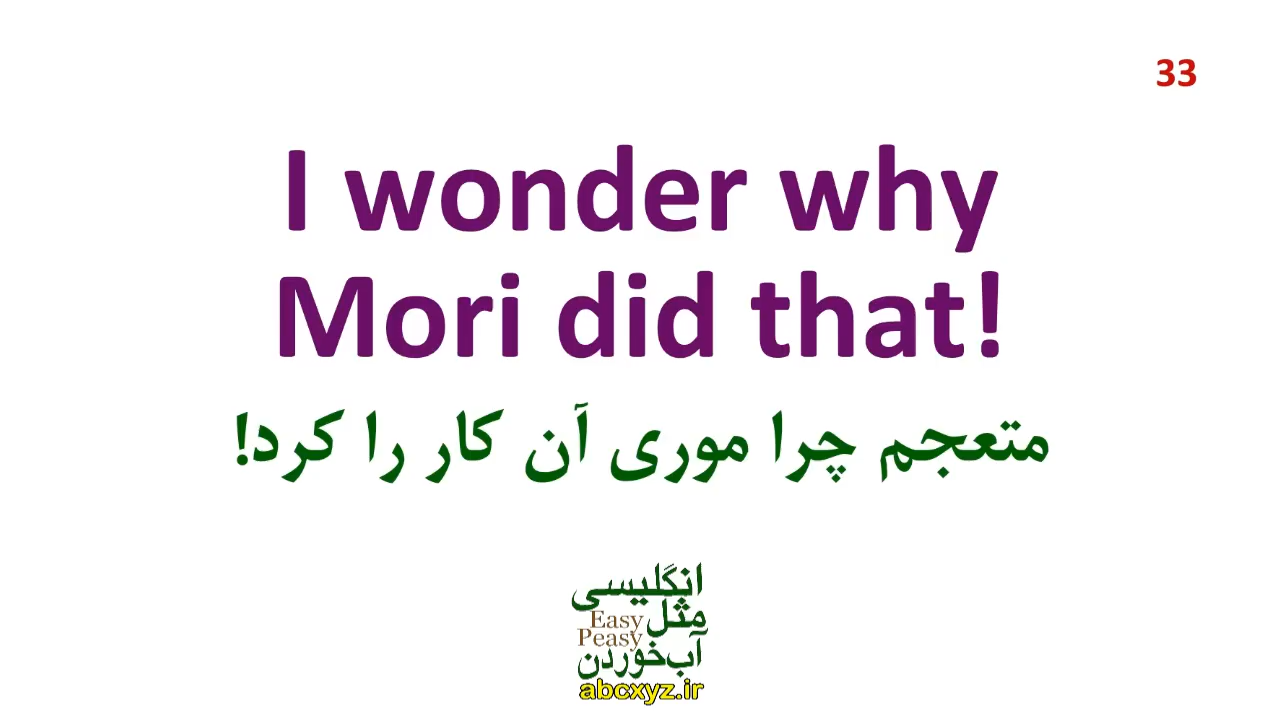 33
I wonder why
Mori did that!
متعجم چرا موری آن کار را کرد!
انگلیسی
مثل
Easy
Peasy
آب‌خوردن
abcxyz.ir